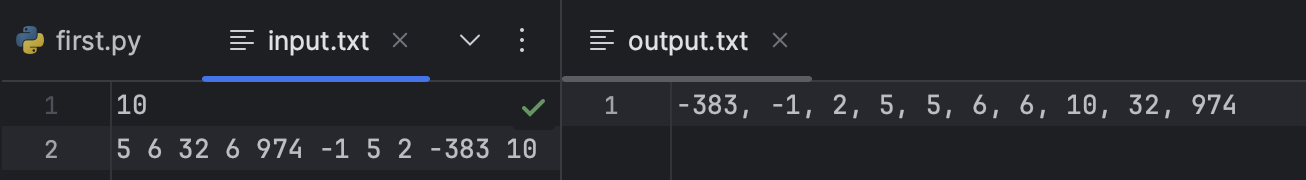 first.py input.txt output.txt
1 10 1 -383, -1, 2, 5, 5, 6, 6, 10, 32, 974
2 5 6 32 6 974 -1 5 2 -383 10